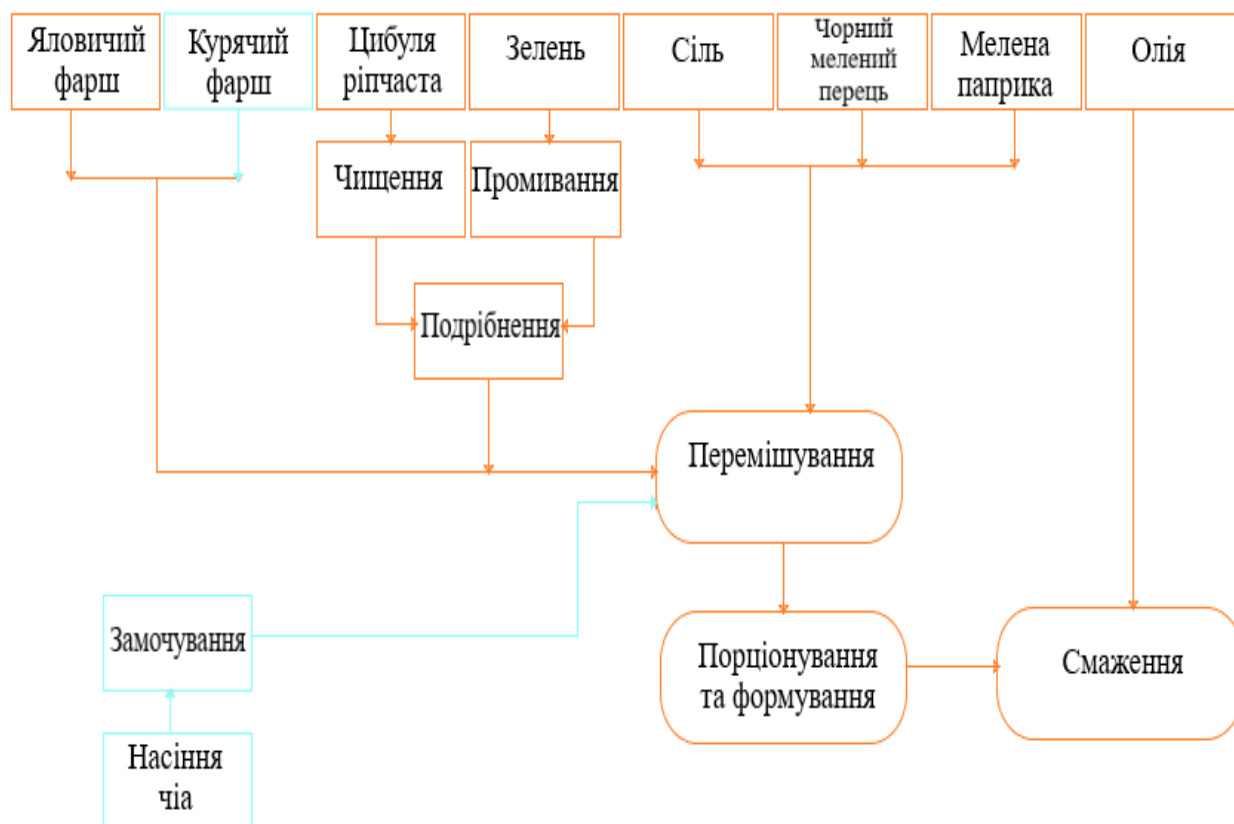 Яловичий
фарш
Курячий
фарш
Цибуля
ріпчаста
Зелень
Сіль
Чорний
мелений
перець
Мелена
паприка
Олія
Чищення
Промивання
Подрібнення
Перемішування
Замочування
Порціонування
та формування
Смаження
Насіння
чіа